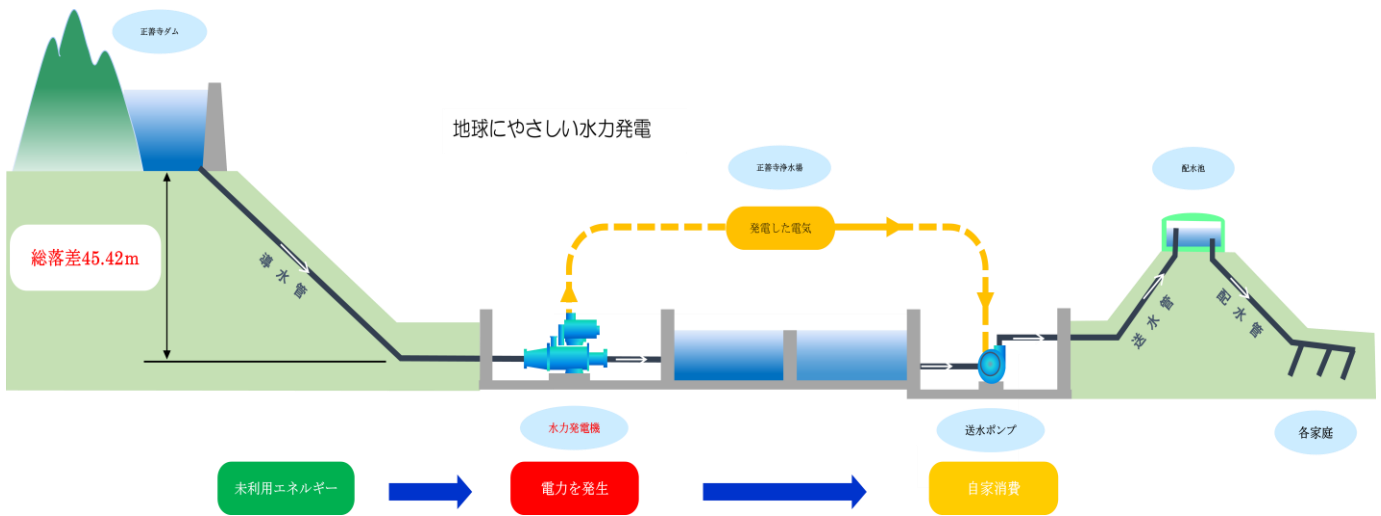 正善寺ダム
地球にやさしい水力発電
正善寺浄水場
配水池
発電した電気
総落差45.42m
導水管
送水管
配水管
水力発電機
送水ポンプ
各家庭
未利用エネルギー
電力を発生
自家消費